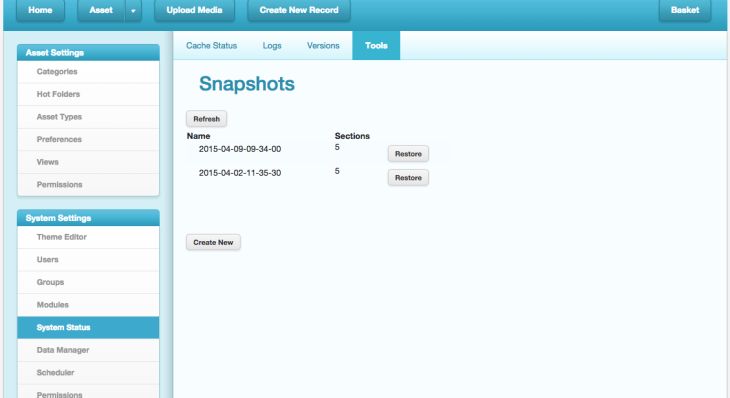 Home Asset Upload Media Create New Record Basket
Asset Settings
Categories
Hot Folders
Asset Types
Preferences
Views
Permissions
System Settings
Theme Editor
Users
Groups
Modules
System Status
Data Manager
Scheduler
Permissions
Cache Status Logs Versions Tools
Snapshots
Refresh
Name Sections
2015-04-09-09-34-00 5 Restore
2015-04-02-11-35-30 5 Restore
Create New